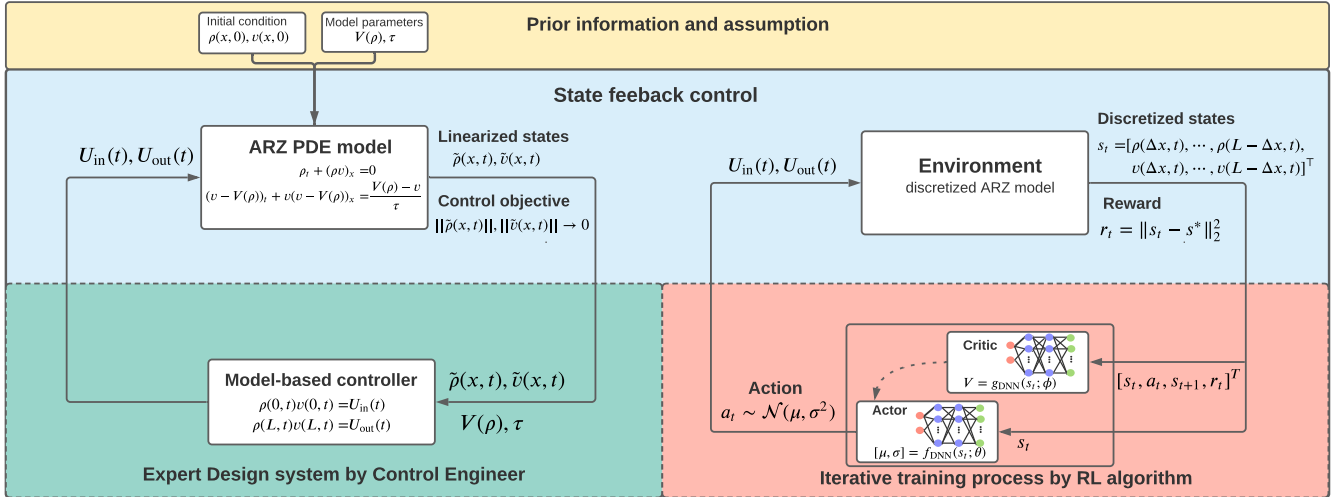 Prior information and assumption
Initial condition
ρ(x, 0), v(x, 0)
Model parameters
V(ρ), τ
State feeback control
U_in(t), U_out(t)
ARZ PDE model
ρ_t + (ρv)_x =0
(v − V(ρ))_t + v(v − V(ρ))_x = (V(ρ) − v)/τ
Linearized states
ρ̃(x, t), ṽ(x, t)
Control objective
||ρ̃(x, t)||, ||ṽ(x, t)|| → 0
Model-based controller
ρ(0, t)v(0, t) =U_in(t)
ρ(L, t)v(L, t) =U_out(t)
ρ̃(x, t), ṽ(x, t)
V(ρ), τ
Expert Design system by Control Engineer
U_in(t), U_out(t)
Environment
discretized ARZ model
Discretized states
s_t =[ρ(Δx, t), ⋯ , ρ(L − Δx, t),
v(Δx, t), ⋯ , v(L − Δx, t)]^⊤
Reward
r_t = ‖s_t − s*‖_2^2
Critic
V = g_DNN(s_t; ϕ)
[s_t, a_t, s_{t+1}, r_t]^T
Action
a_t ∼ 𝒩(μ, σ²)
Actor
[μ, σ] = f_DNN(s_t; θ)
s_t
Iterative training process by RL algorithm